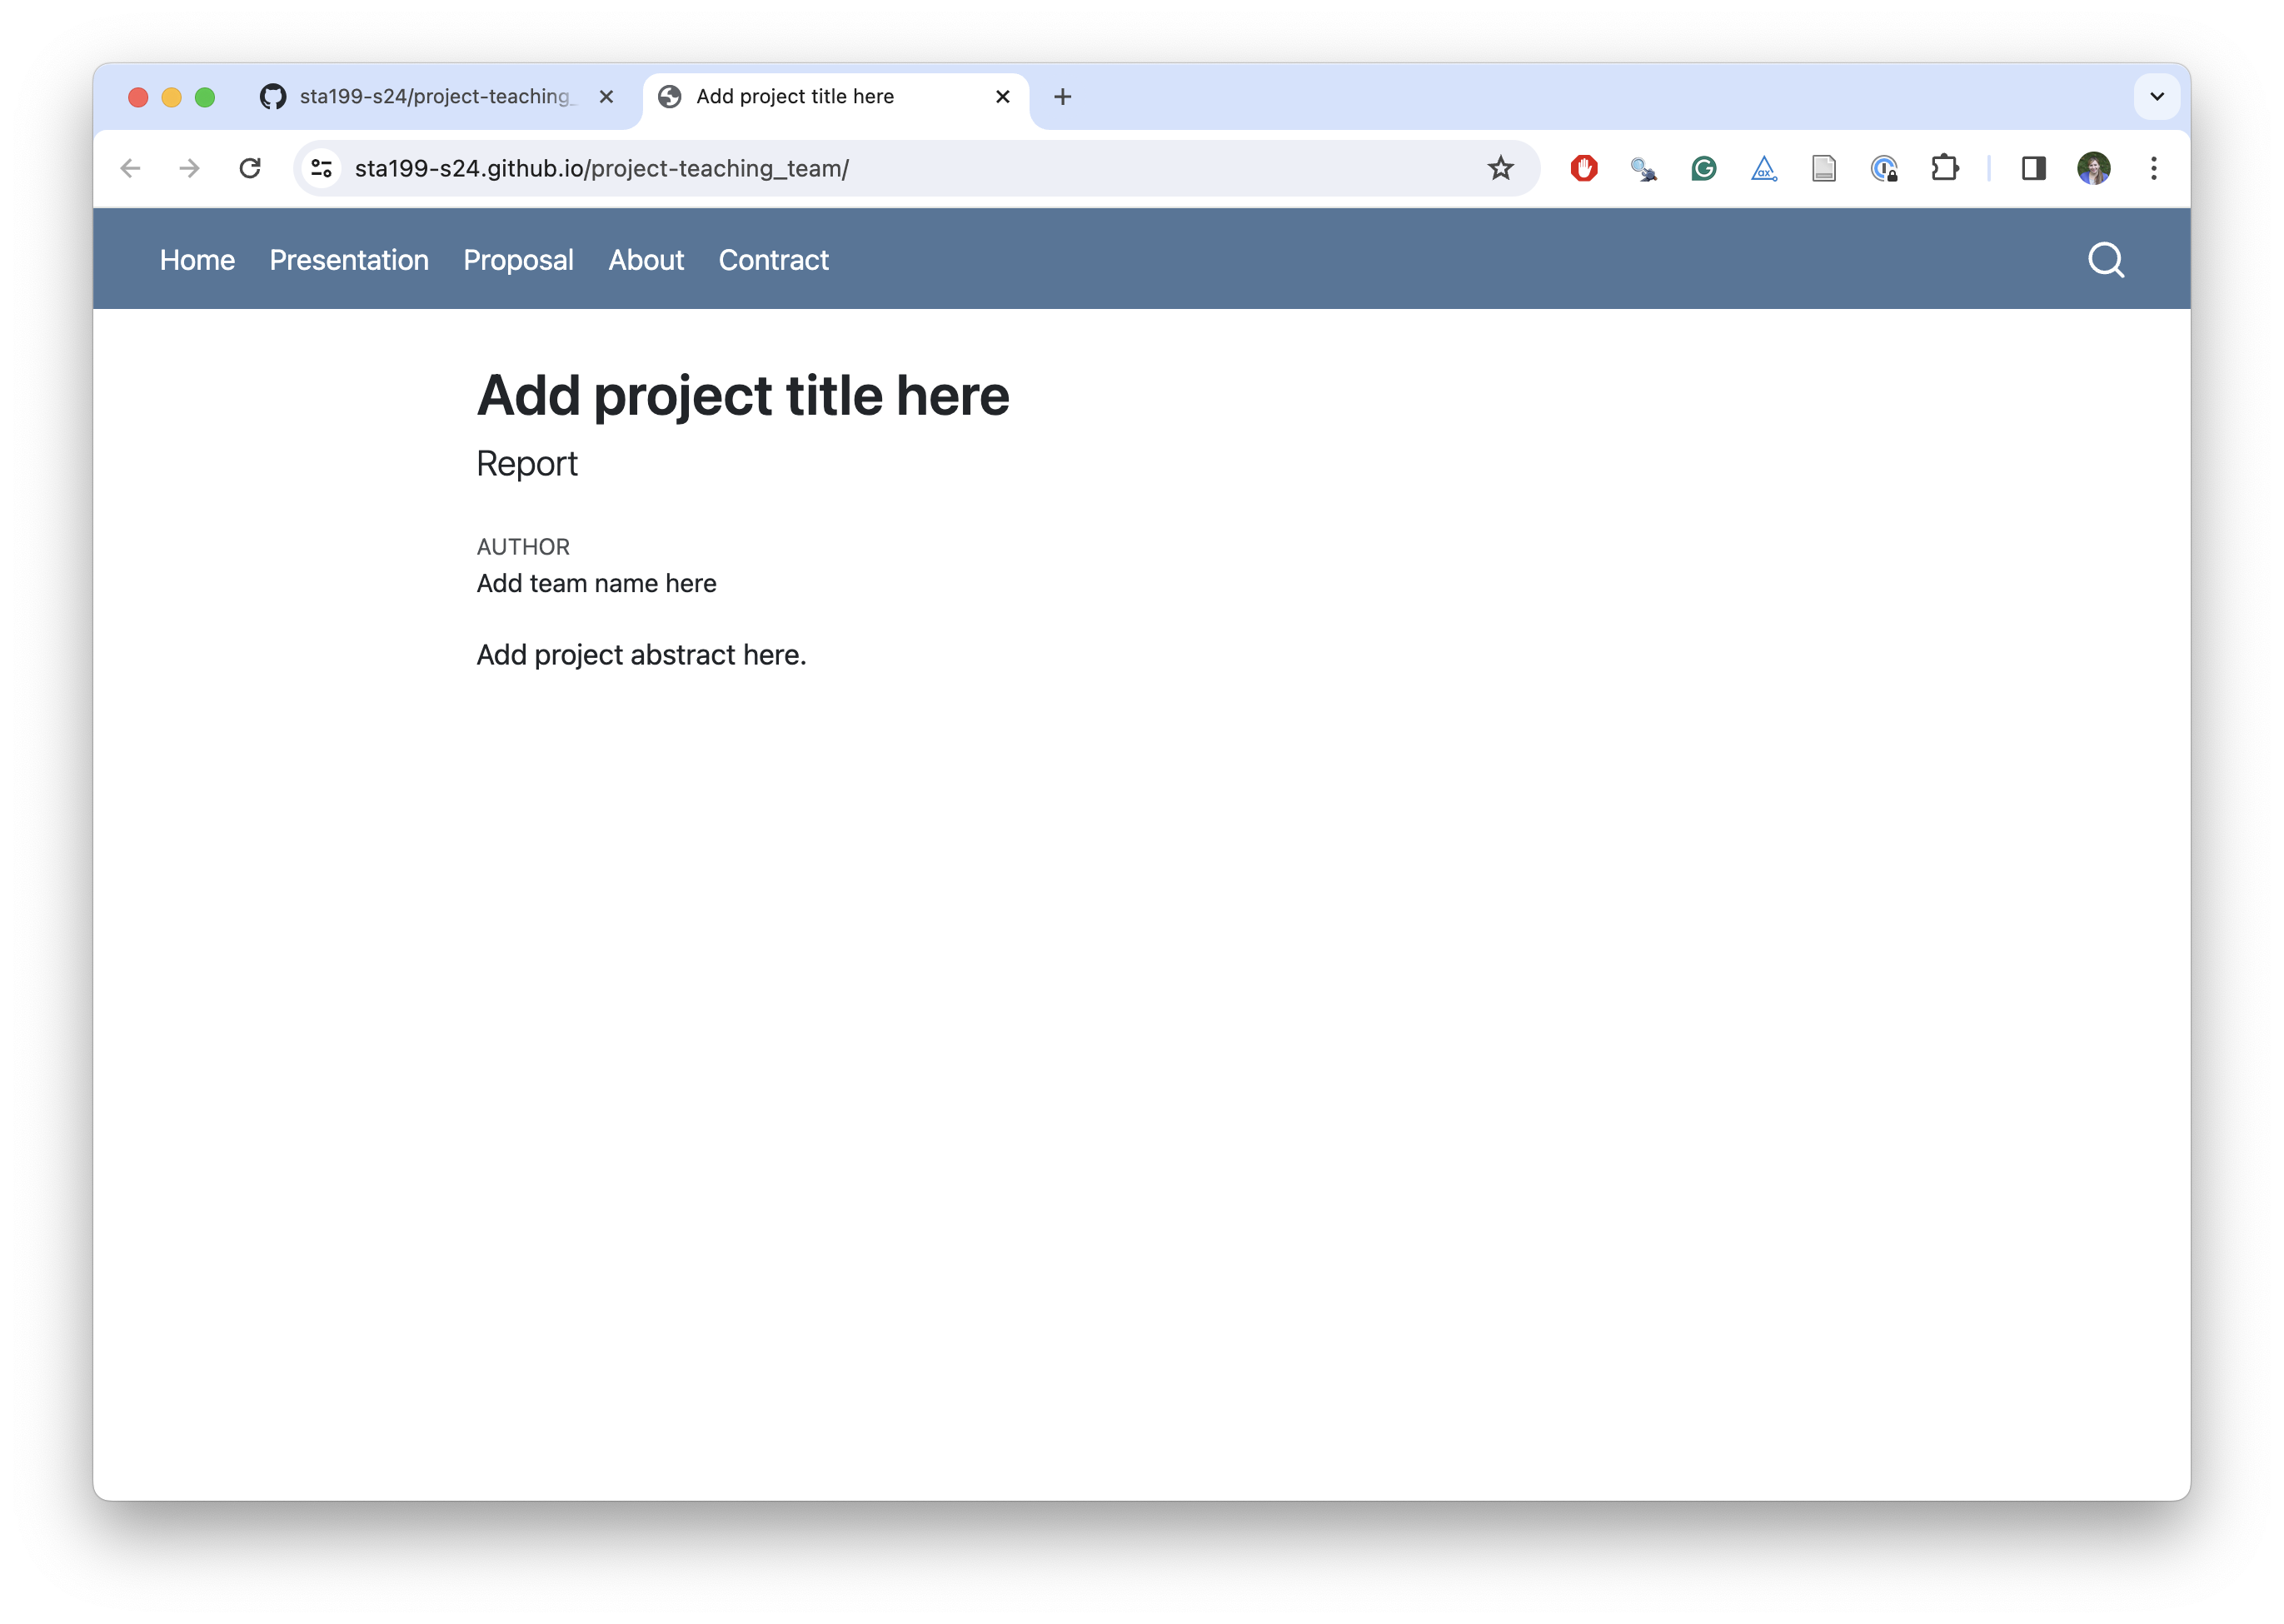 sta199-s24/project-teaching_
Add project title here
sta199-s24.github.io/project-teaching_team/
Home Presentation Proposal About Contract
Add project title here
Report
AUTHOR
Add team name here
Add project abstract here.